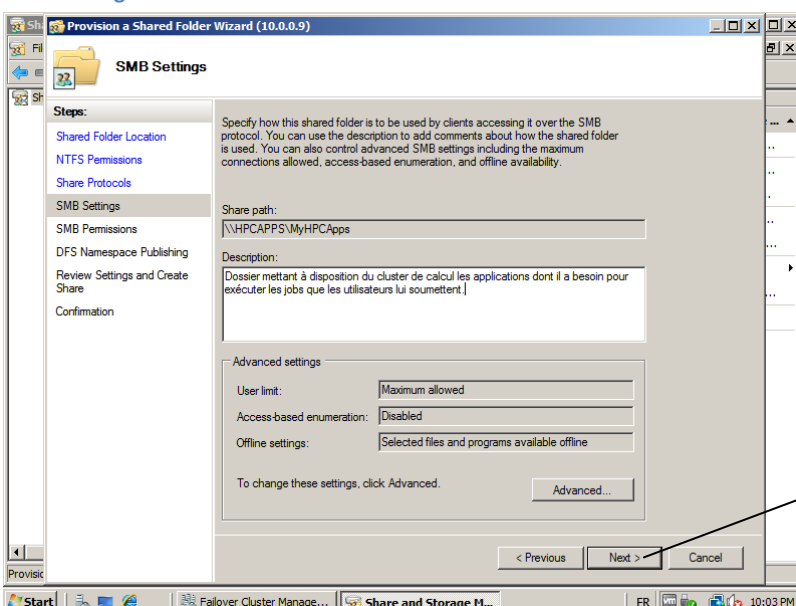 Provision a Shared Folder Wizard (10.0.0.9)
SMB Settings
Steps:
Shared Folder Location
NTFS Permissions
Share Protocols
SMB Settings
SMB Permissions
DFS Namespace Publishing
Review Settings and Create
Share
Confirmation
Specify how this shared folder is to be used by clients accessing it over the SMB
protocol. You can use the description to add comments about how the shared folder
is used. You can also control advanced SMB settings including the maximum
connections allowed, access-based enumeration, and offline availability.
Share path:
\\HPCAPPS\MyHPCApps
Description:
Dossier mettant à disposition du cluster de calcul les applications dont il a besoin pour
exécuter les jobs que les utilisateurs lui soumettent.
Advanced settings
User limit: Maximum allowed
Access-based enumeration: Disabled
Offline settings: Selected files and programs available offline
To change these settings, click Advanced.
Advanced...
< Previous Next > Cancel
Start Failover Cluster Manage... Share and Storage M... FR 10:03 PM